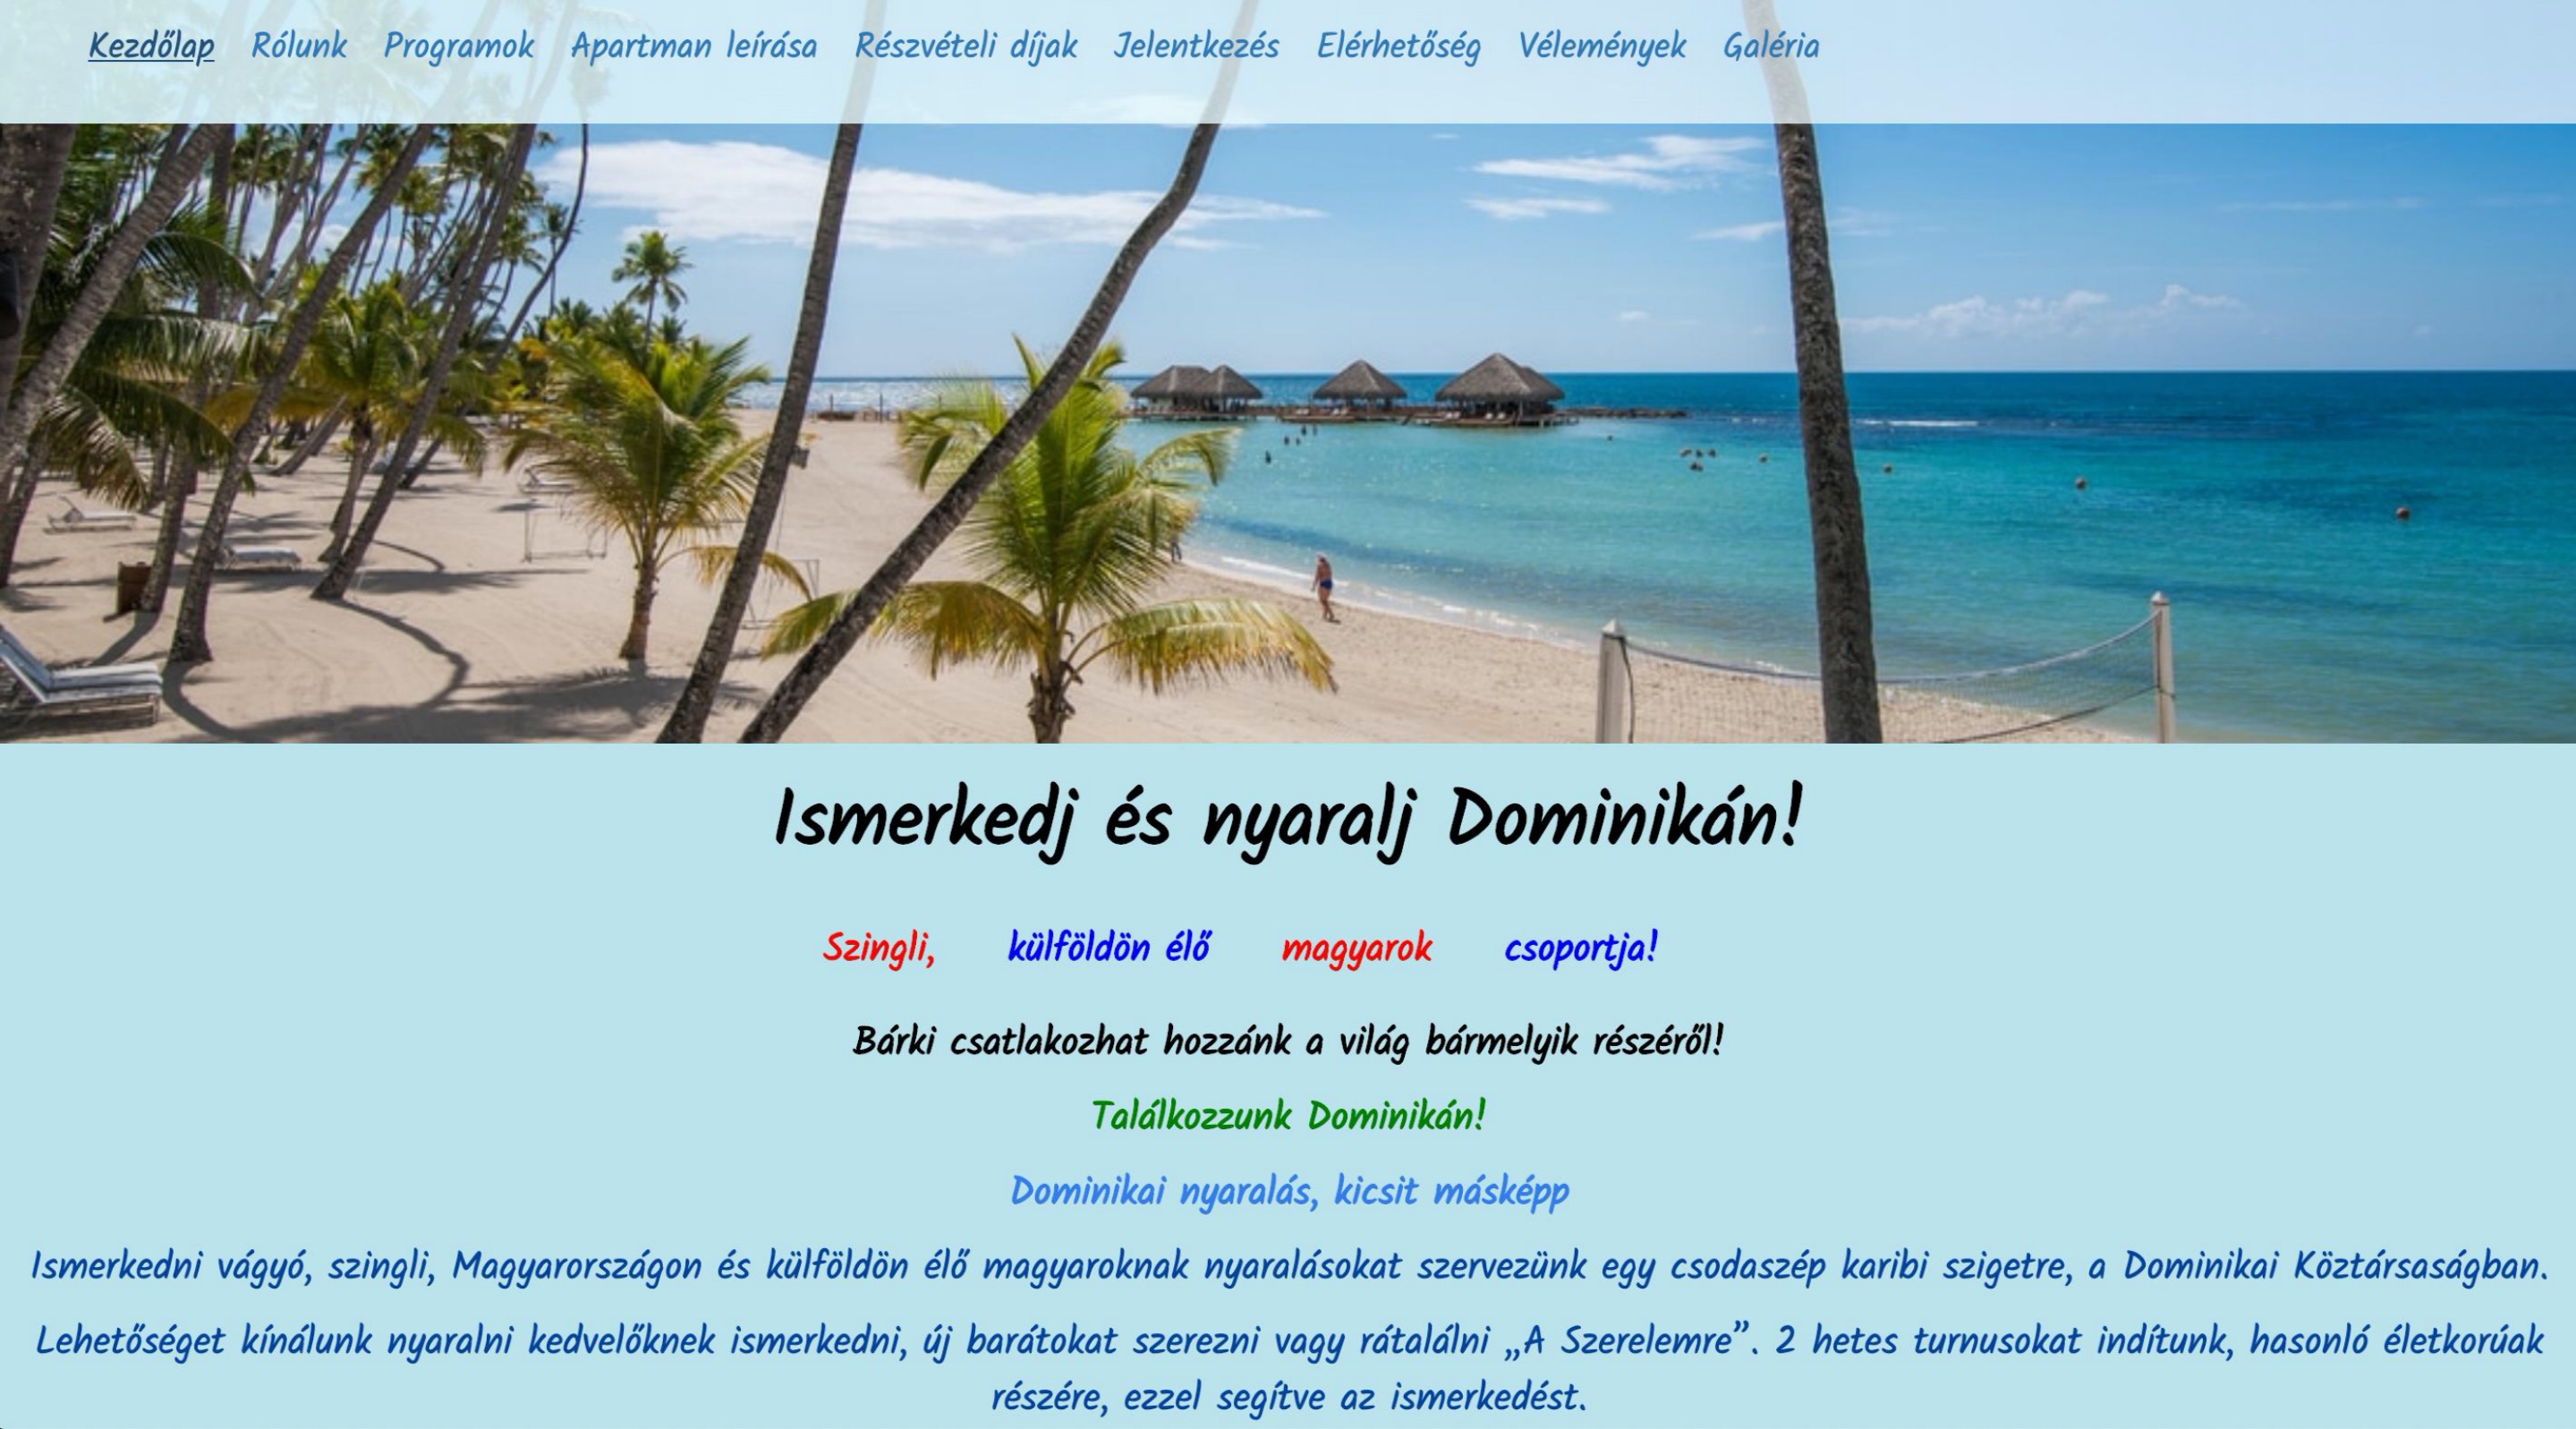 Kezdőlap Rólunk Programok Apartman leírása Részvételi díjak Jelentkezés Elérhetőség Vélemények Galéria
Ismerkedj és nyaralj Dominikán!
Szingli, külföldön élő magyarok csoportja!
Bárki csatlakozhat hozzánk a világ bármelyik részéről!
Találkozzunk Dominikán!
Dominikai nyaralás, kicsit másképp
Ismerkedni vágyó, szingli, Magyarországon és külföldön élő magyaroknak nyaralásokat szervezünk egy csodaszép karibi szigetre, a Dominikai Köztársaságban.
Lehetőséget kínálunk nyaralni kedvelőknek ismerkedni, új barátokat szerezni vagy rátalálni „A Szerelemre”. 2 hetes turnusokat indítunk, hasonló életkorúak
részére, ezzel segítve az ismerkedést.